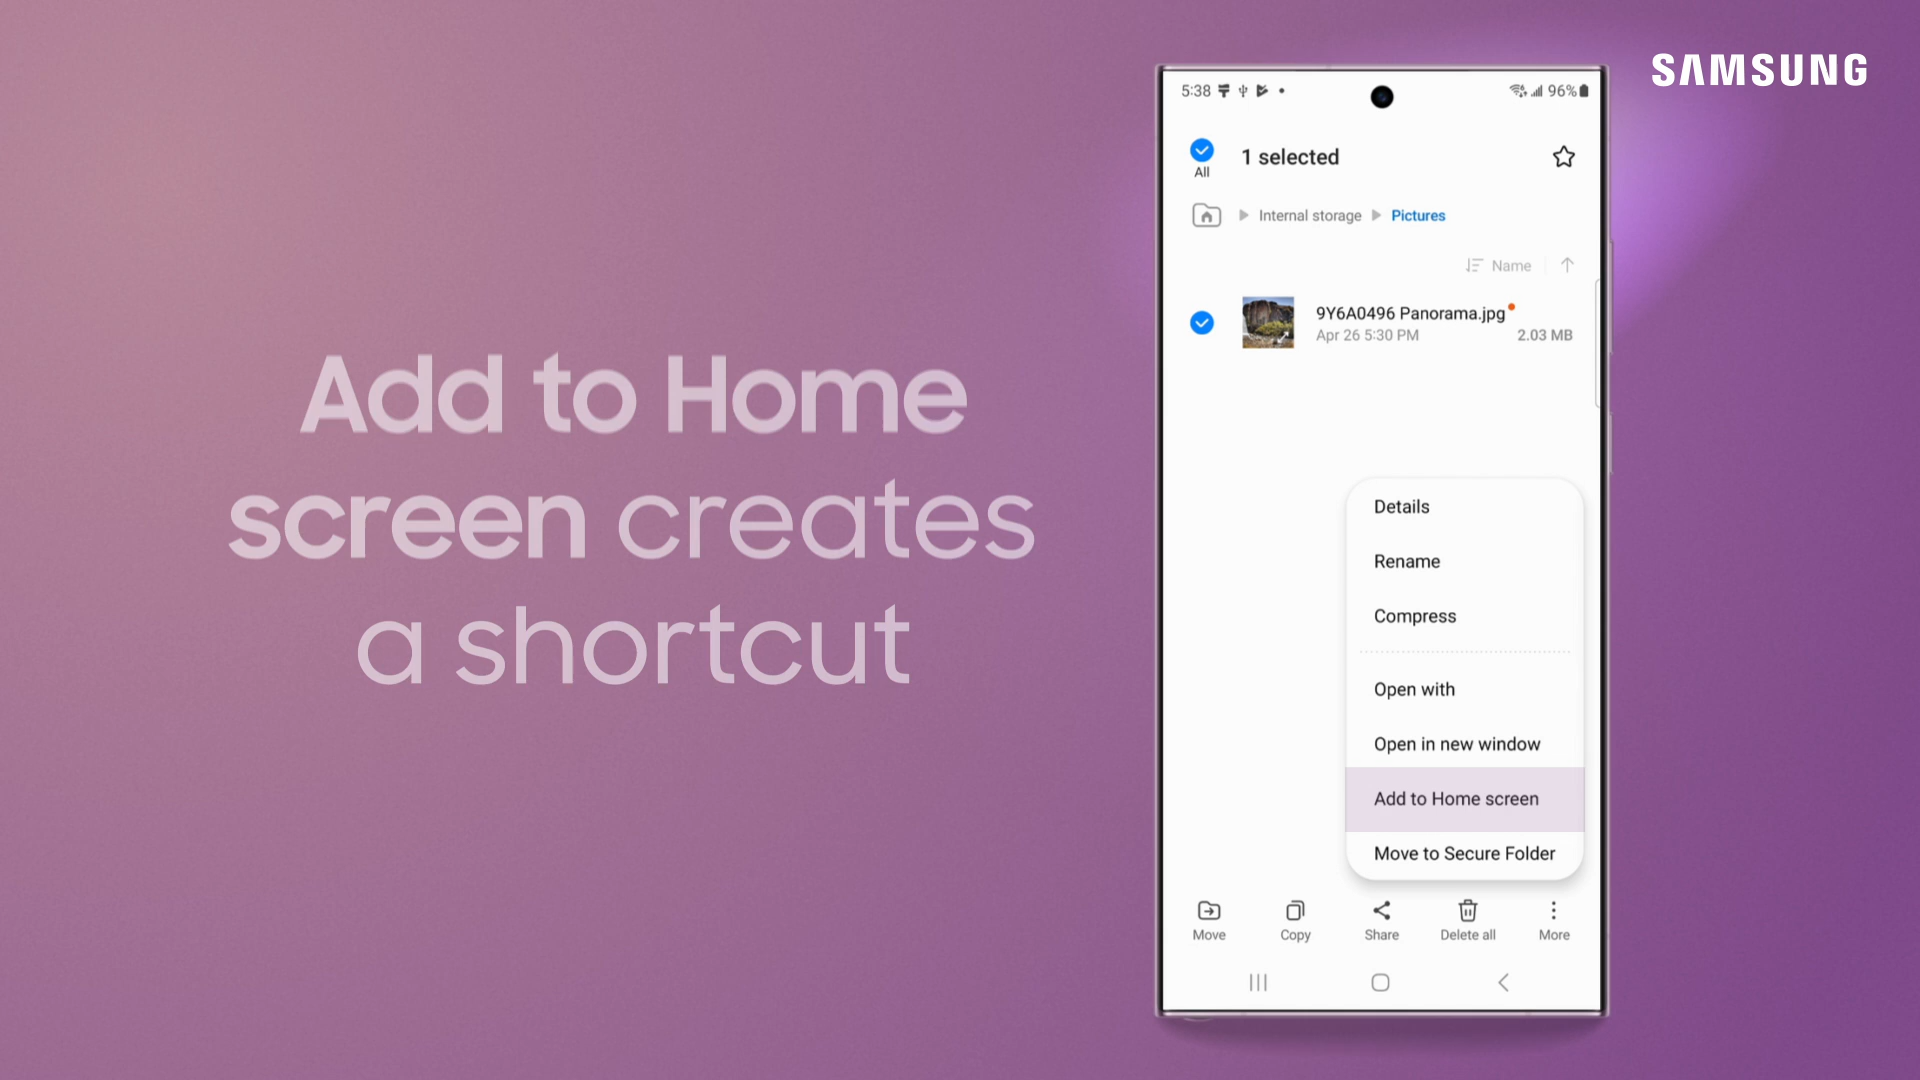 SAMSUNG
Add to Home
screen creates
a shortcut
5:38
96%
1 selected
All
Internal storage
Pictures
Name
9Y6A0496 Panorama.jpg
Apr 26 5:30 PM
2.03 MB
Details
Rename
Compress
Open with
Open in new window
Add to Home screen
Move to Secure Folder
Move
Copy
Share
Delete all
More